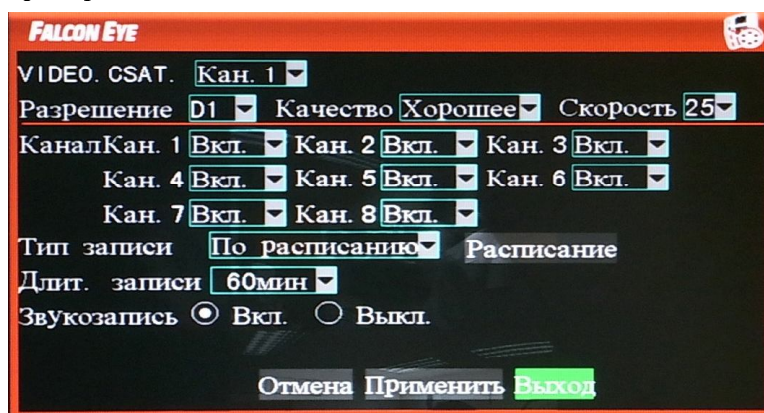 FALCON EYE
VIDEO. CSAT. Кан. 1
Разрешение D1 Качество Хорошее Скорость 25
КаналКан. 1 Вкл. Кан. 2 Вкл. Кан. 3 Вкл.
Кан. 4 Вкл. Кан. 5 Вкл. Кан. 6 Вкл.
Кан. 7 Вкл. Кан. 8 Вкл.
Тип записи По расписанию Расписание
Длит. записи 60мин
Звукозапись Вкл. Выкл.
Отмена Применить Выход